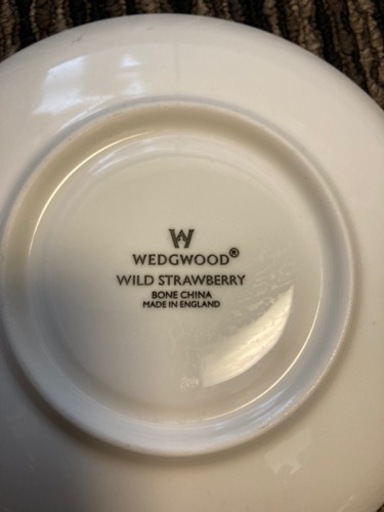 W
WEDGWOOD®
WILD STRAWBERRY
BONE CHINA
MADE IN ENGLAND